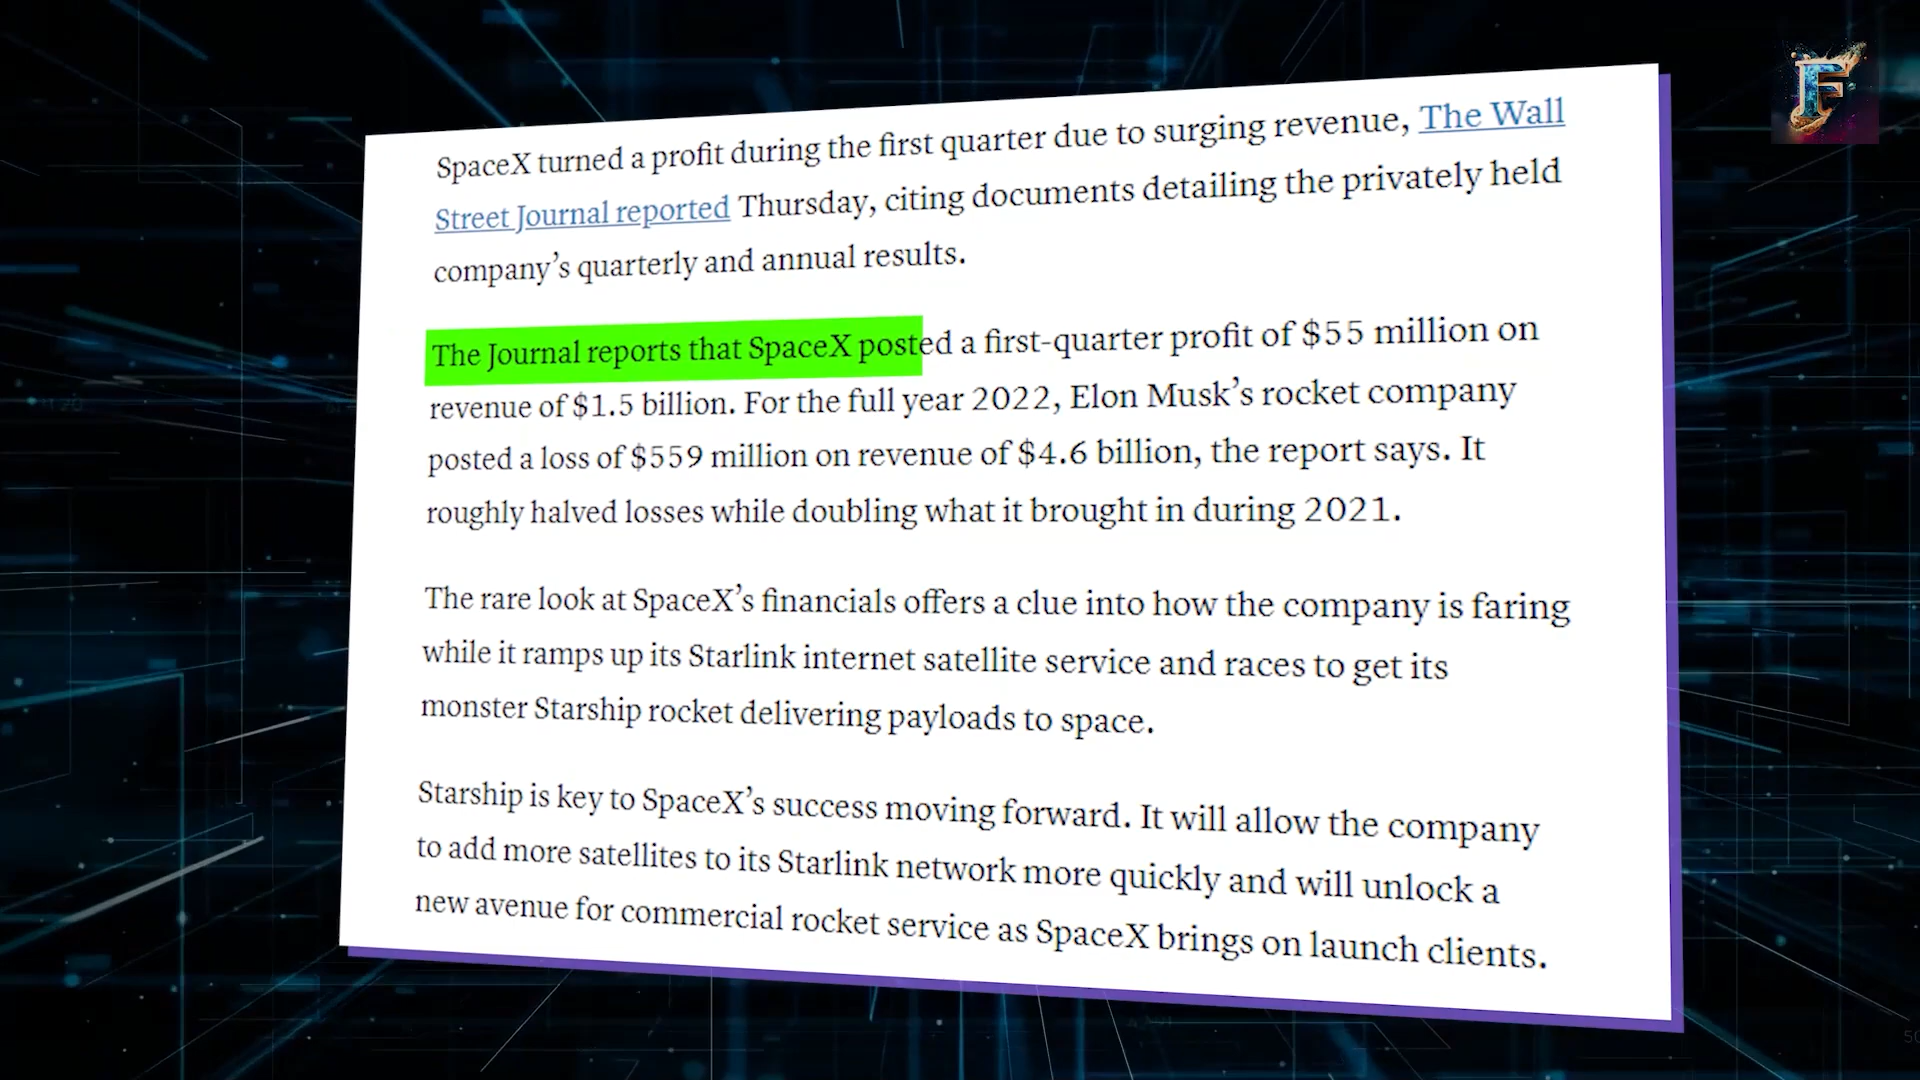 F
SpaceX turned a profit during the first quarter due to surging revenue, The Wall
Street Journal reported Thursday, citing documents detailing the privately held
company’s quarterly and annual results.
The Journal reports that SpaceX posted a first-quarter profit of $55 million on
revenue of $1.5 billion. For the full year 2022, Elon Musk’s rocket company
posted a loss of $559 million on revenue of $4.6 billion, the report says. It
roughly halved losses while doubling what it brought in during 2021.
The rare look at SpaceX’s financials offers a clue into how the company is faring
while it ramps up its Starlink internet satellite service and races to get its
monster Starship rocket delivering payloads to space.
Starship is key to SpaceX’s success moving forward. It will allow the company
to add more satellites to its Starlink network more quickly and will unlock a
new avenue for commercial rocket service as SpaceX brings on launch clients.